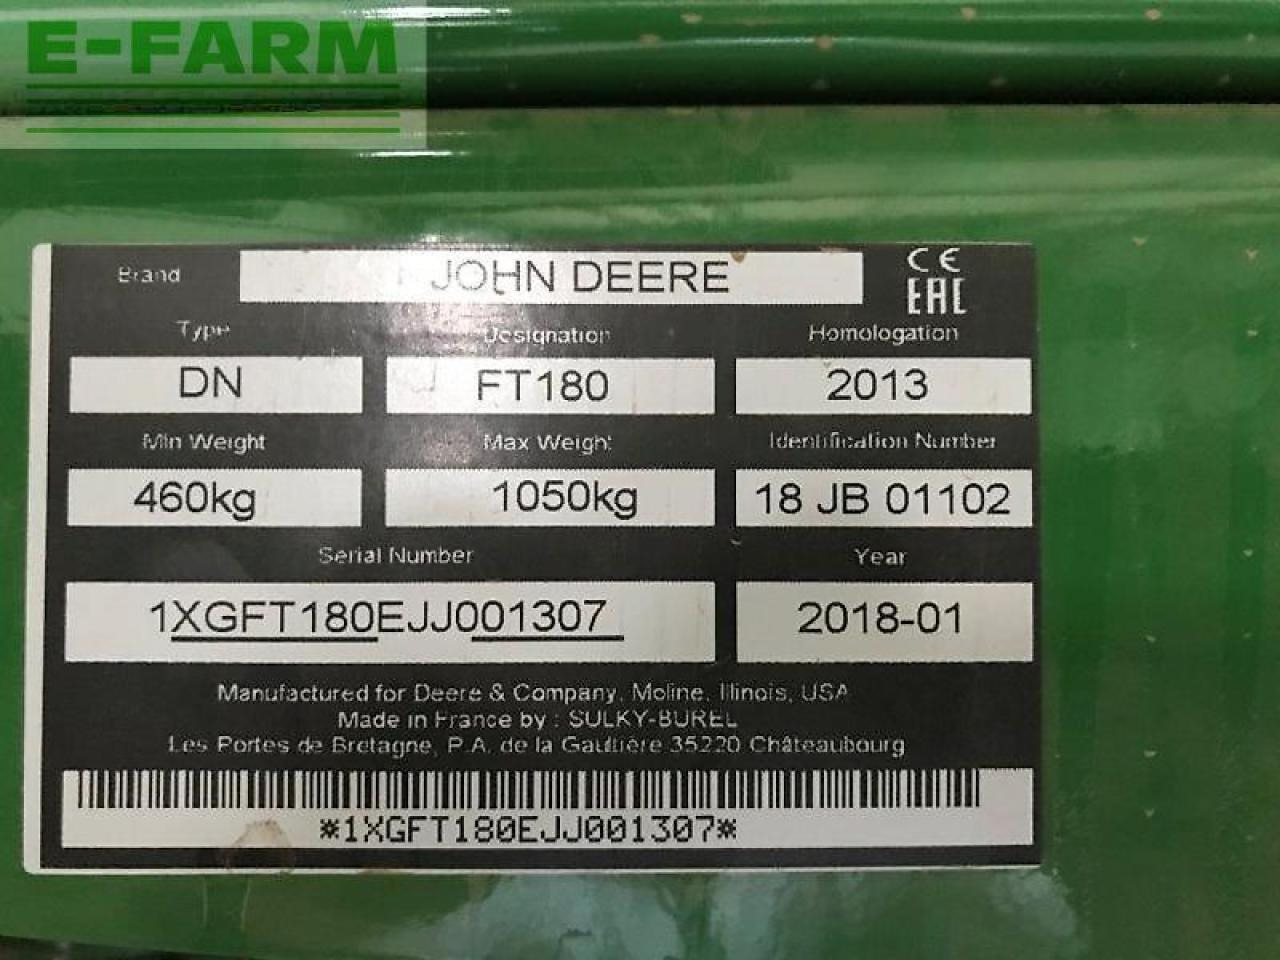 E-FARM
Brand JOHN DEERE CE
EAC
Type Designation Homologation
DN FT180 2013
Min Weight Max Weight Identification Number
460kg 1050kg 18 JB 01102
Serial Number Year
1XGFT180EJJ001307 2018-01
Manufactured for Deere & Company, Moline, Illinois, USA
Made in France by : SULKY-BUREL
Les Portes de Bretagne, P.A. de la Gaultière 35220 Châteaubourg
*1XGFT180EJJ001307*